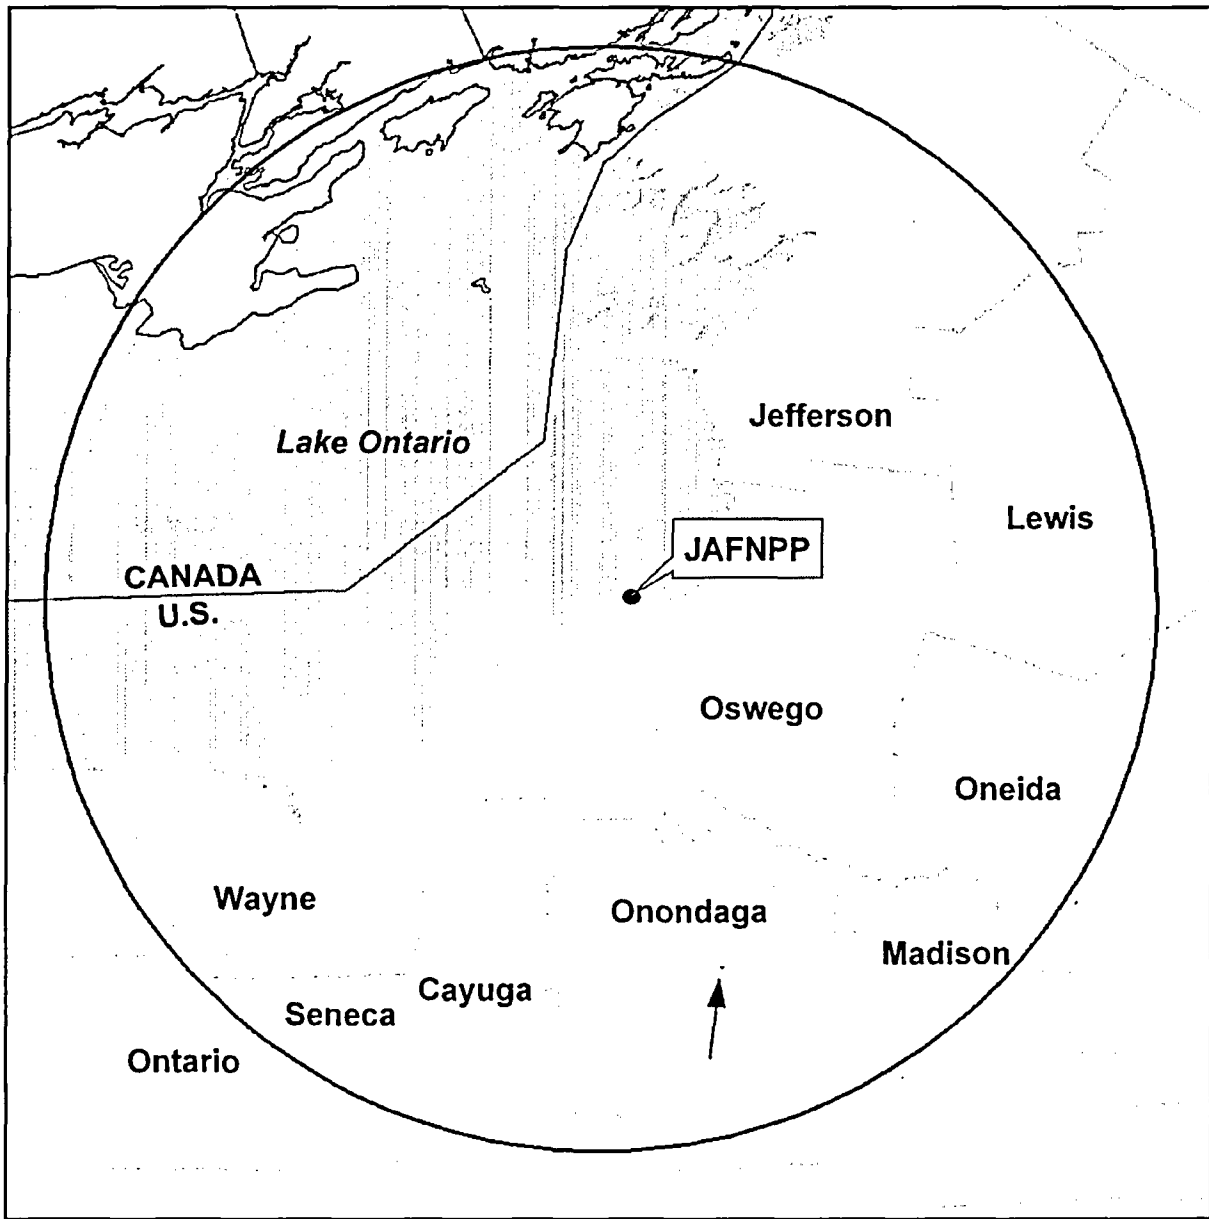 Jefferson
Lake Ontario
Lewis
JAFNPP
CANADA
U.S.
Oswego
Oneida
Wayne
Onondaga
Madison
Cayuga
Seneca
Ontario